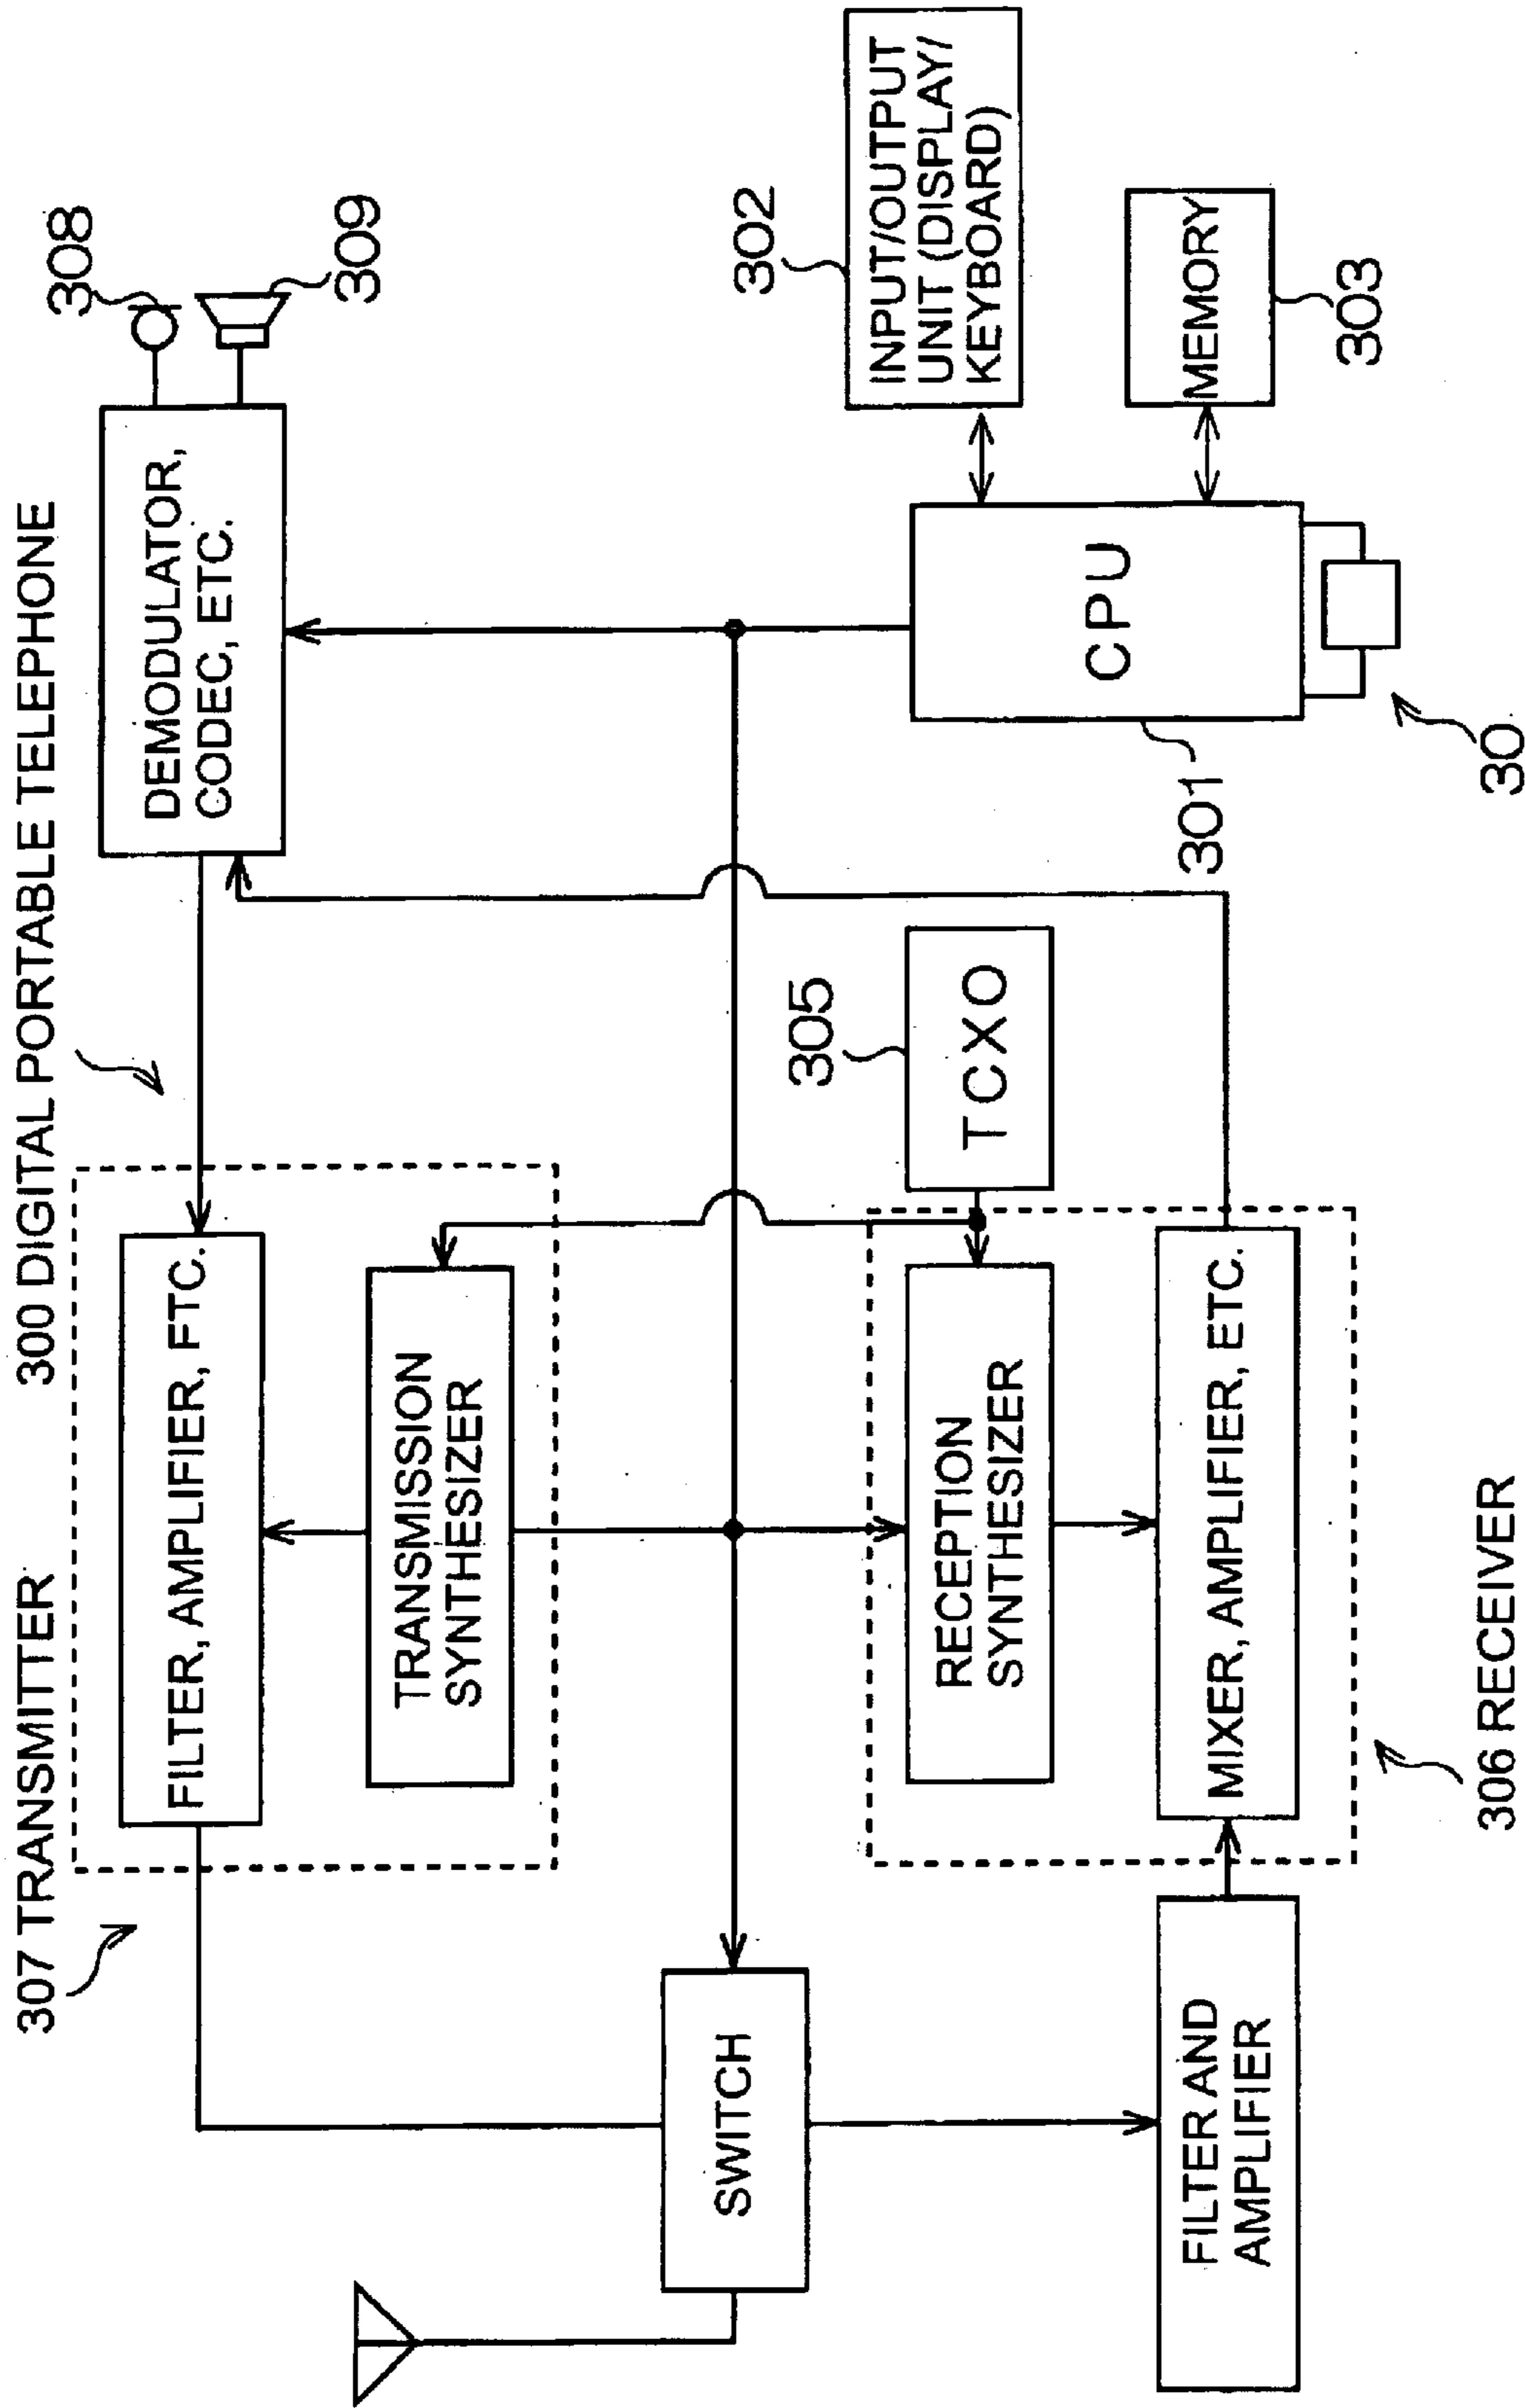 300 DIGITAL PORTABLE TELEPHONE
307 TRANSMITTER
308
309
FILTER, AMPLIFIER, FTC.
DEMODULATOR,
CODEC, ETC.
TRANSMISSION
SYNTHESIZER
SWITCH
305
TCXO
302
INPUT/OUTPUT
UNIT (DISPLAY/
KEYBOARD)
RECEPTION
SYNTHESIZER
CPU
301
MEMORY
303
FILTER AND
AMPLIFIER
MIXER, AMPLIFIER, ETC.
306 RECEIVER
30